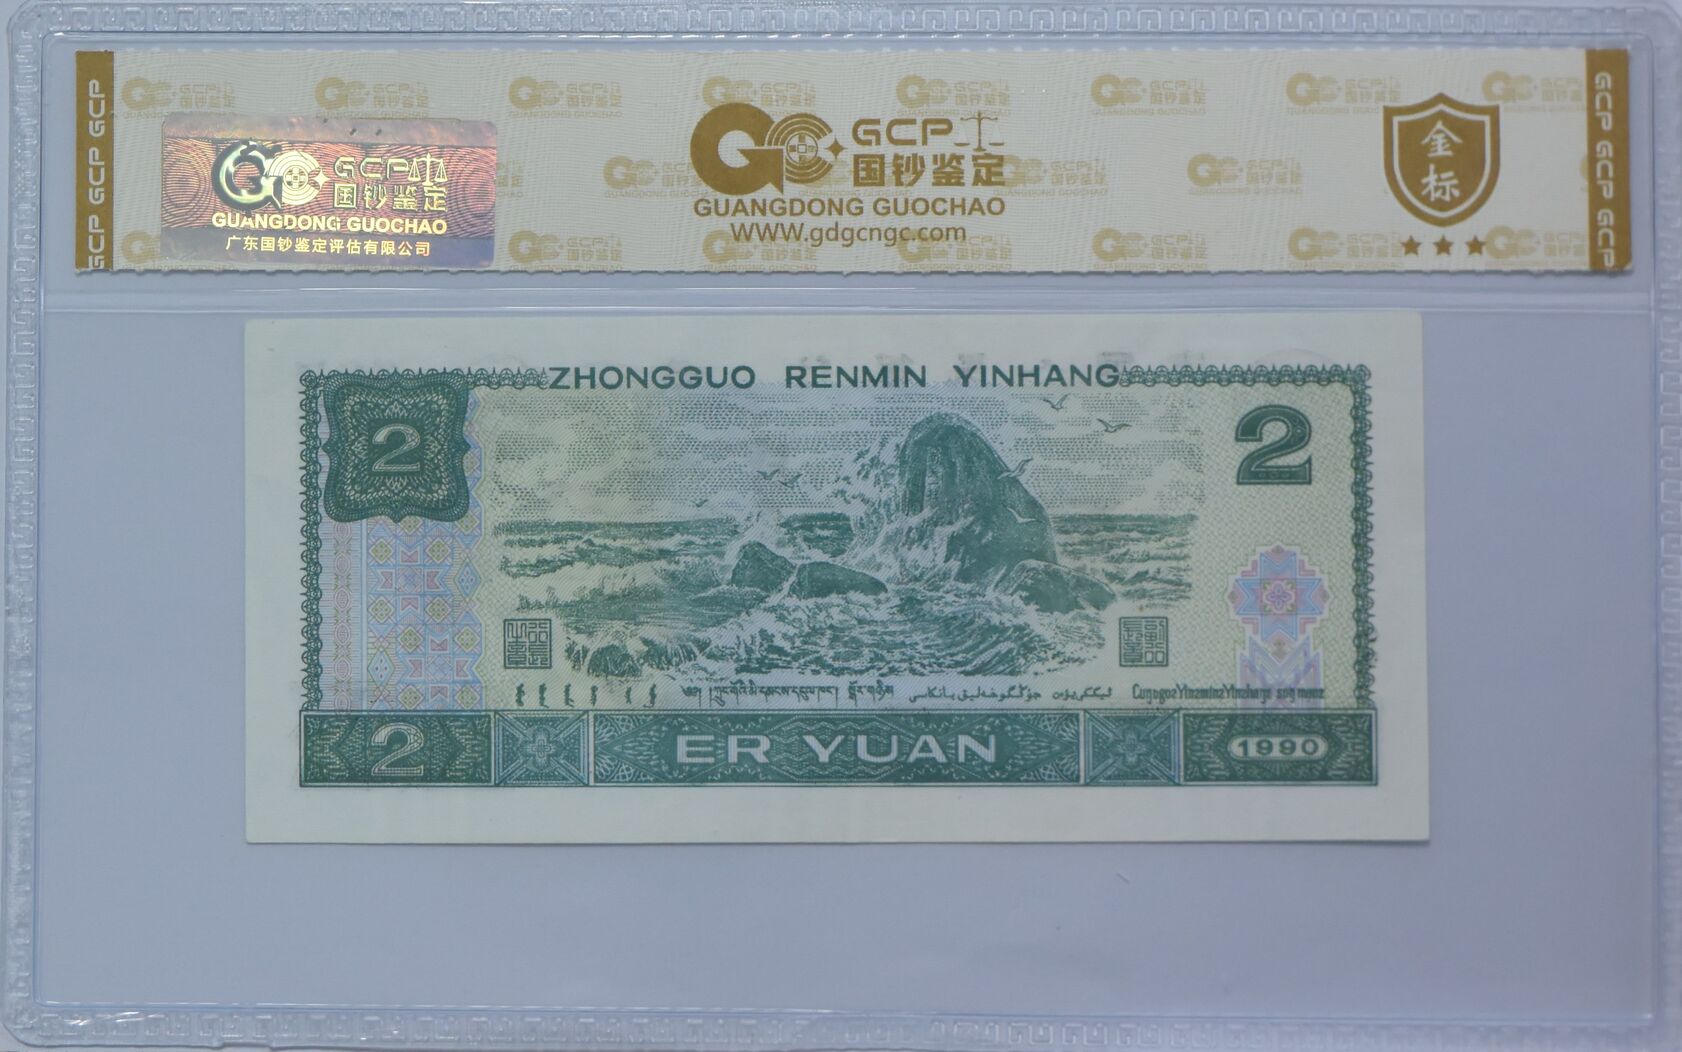 GCP GCP GCP
GCP
国钞鉴定
GUANGDONG GUOCHAO
广东国钞鉴定评估有限公司
GCP
国钞鉴定
GUANGDONG GUOCHAO
WWW.gdgcngc.com
金标
GCP GCP GCP
ZHONGGUO RENMIN YINHANG
2
2
2
ER YUAN
1990